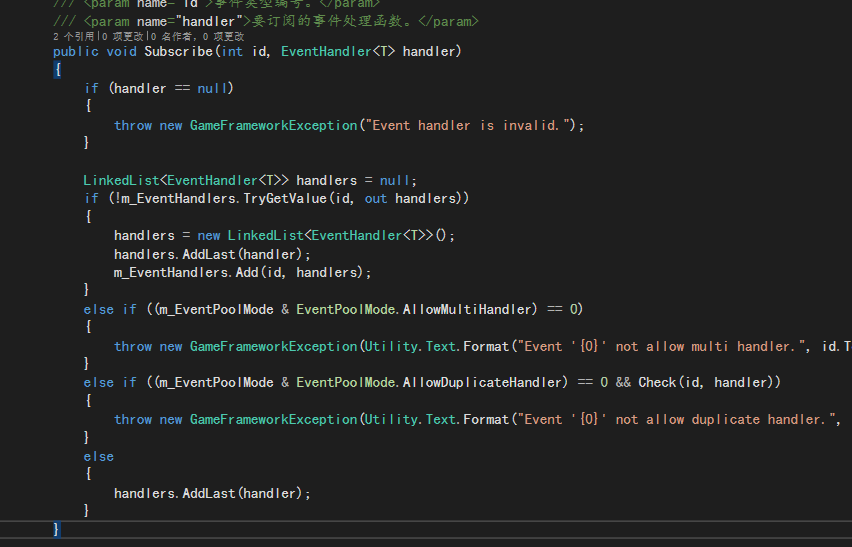 /// <param name="id">事件类型编号。</param>
/// <param name="handler">要订阅的事件处理函数。</param>
2 个引用|0 项更改|0 名作者，0 项更改
public void Subscribe(int id, EventHandler<T> handler)
{
if (handler == null)
{
throw new GameFrameworkException("Event handler is invalid.");
}
LinkedList<EventHandler<T>> handlers = null;
if (!m_EventHandlers.TryGetValue(id, out handlers))
{
handlers = new LinkedList<EventHandler<T>>();
handlers.AddLast(handler);
m_EventHandlers.Add(id, handlers);
}
else if ((m_EventPoolMode & EventPoolMode.AllowMultiHandler) == 0)
{
throw new GameFrameworkException(Utility.Text.Format("Event '{0}' not allow multi handler.", id.T
}
else if ((m_EventPoolMode & EventPoolMode.AllowDuplicateHandler) == 0 && Check(id, handler))
{
throw new GameFrameworkException(Utility.Text.Format("Event '{0}' not allow duplicate handler.",
}
else
{
handlers.AddLast(handler);
}
}